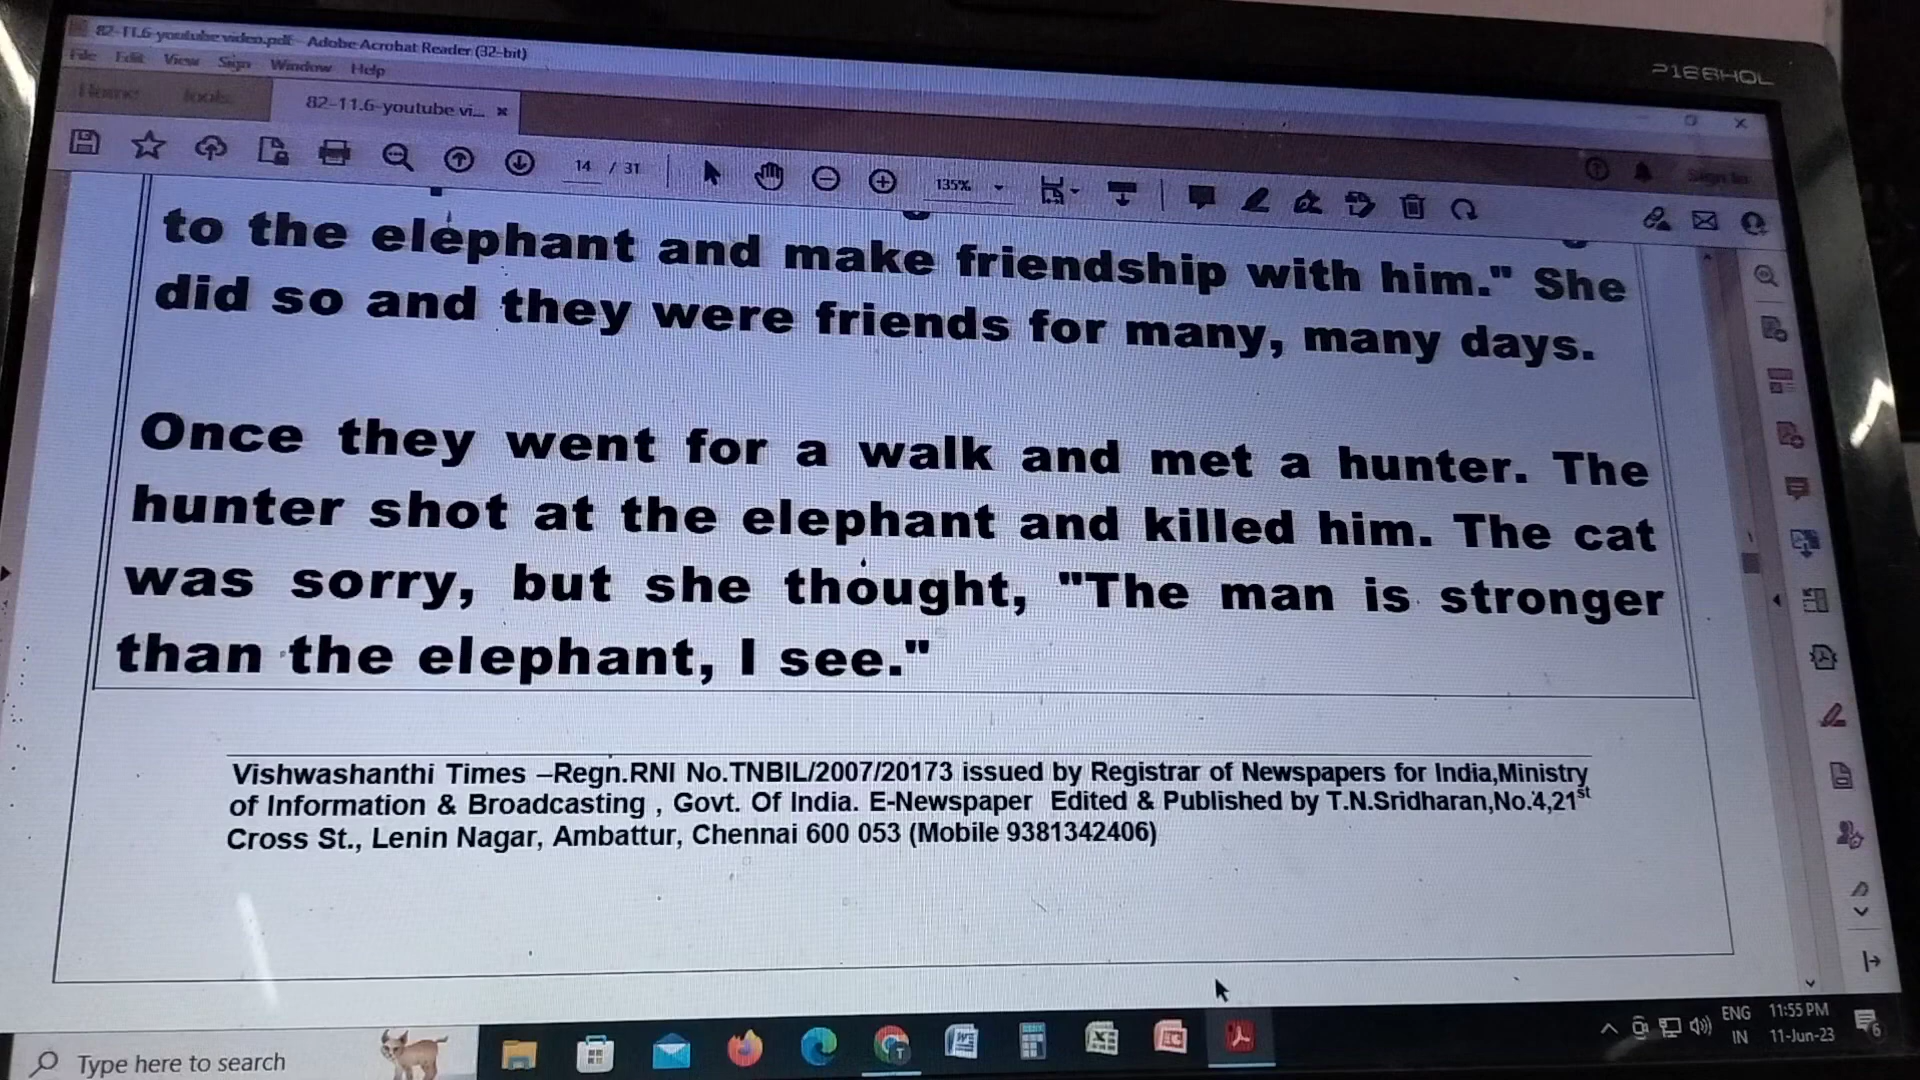 82-11.6-youtube video.pdf - Adobe Acrobat Reader (32-bit)
File Edit View Sign Window Help
P166HQL
Home Tools
82-11.6-youtube vi... ×
14 / 31
135%
Sign In
to the elephant and make friendship with him." She
did so and they were friends for many, many days.
Once they went for a walk and met a hunter. The
hunter shot at the elephant and killed him. The cat
was sorry, but she thought, "The man is stronger
than the elephant, I see."
Vishwashanthi Times –Regn.RNI No.TNBIL/2007/20173 issued by Registrar of Newspapers for India,Ministry
of Information & Broadcasting , Govt. Of India. E-Newspaper Edited & Published by T.N.Sridharan,No.4,21st
Cross St., Lenin Nagar, Ambattur, Chennai 600 053 (Mobile 9381342406)
Type here to search
ENG 11:55 PM
IN 11-Jun-23
6